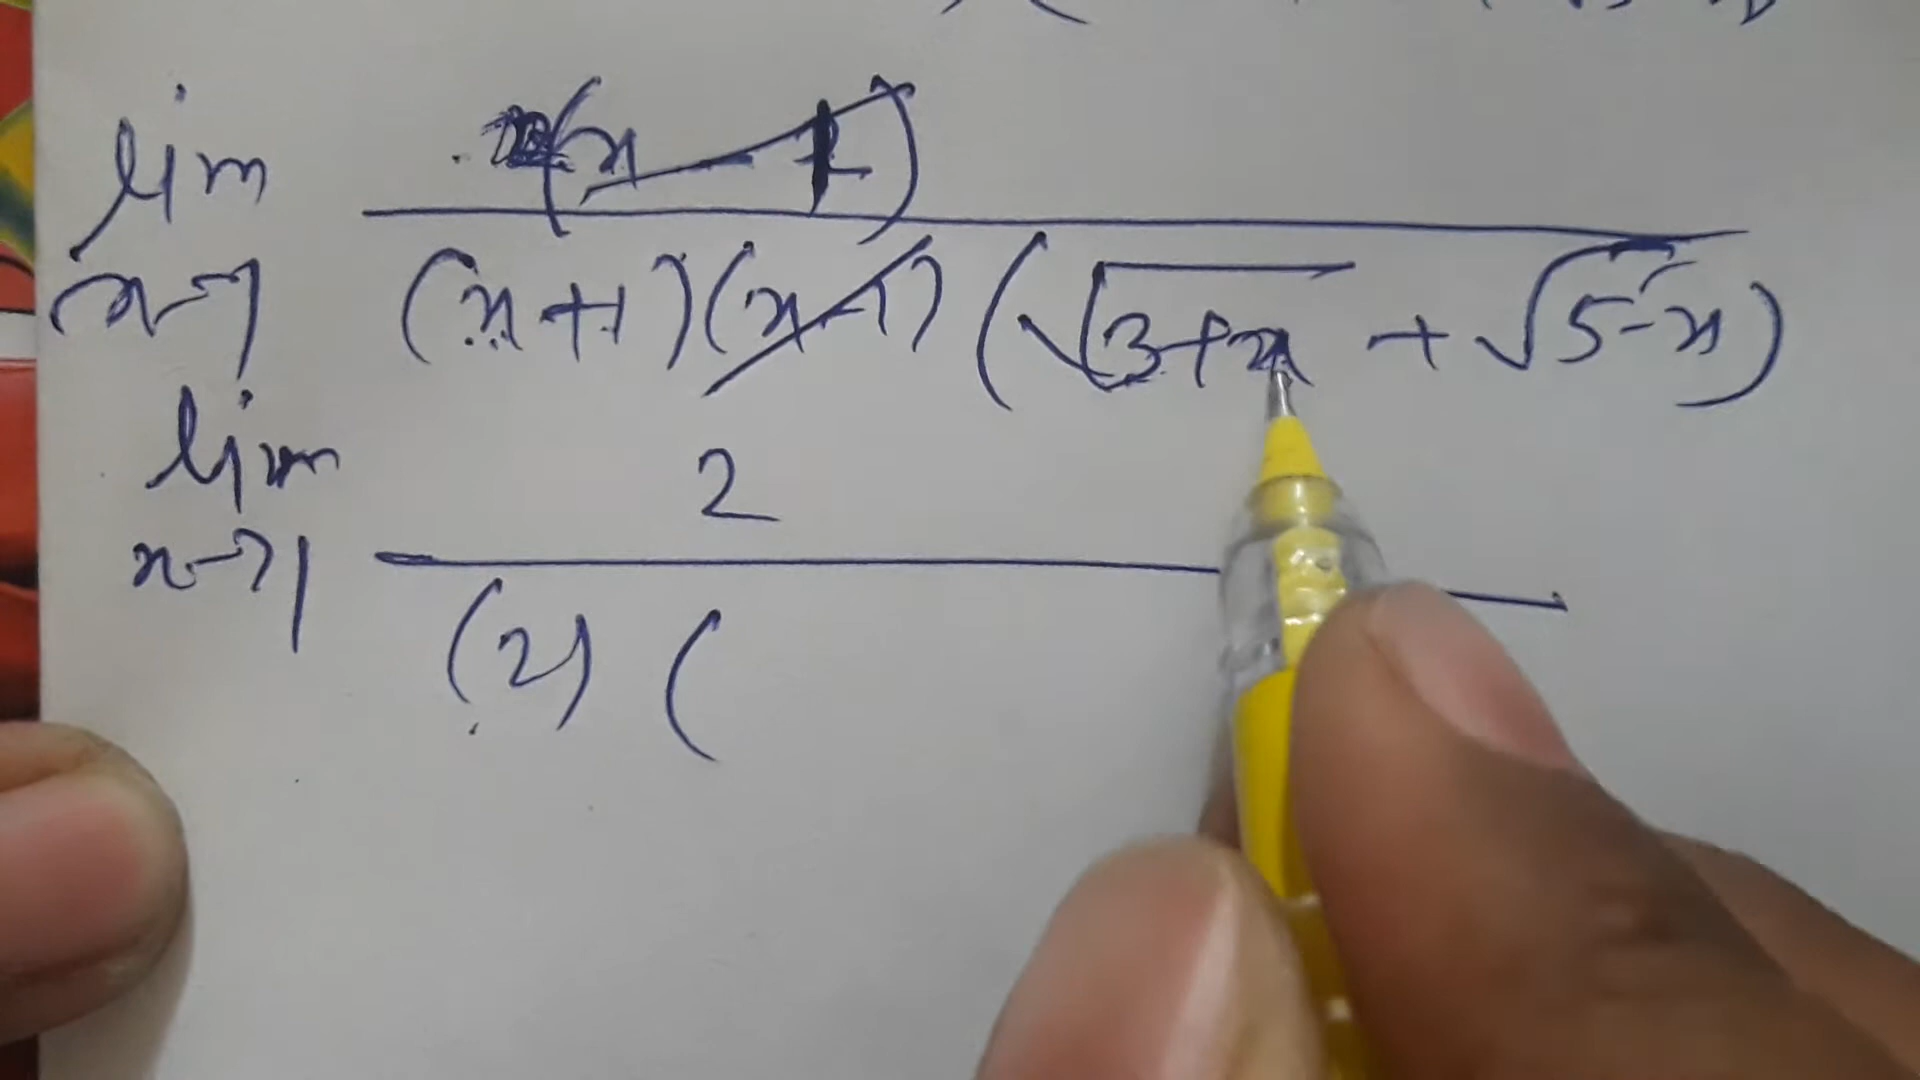 lim 2(x - 1)
x→1 (x+1)(x-1)(√3+x + √5-x)
lim 2
x→1 (2) (